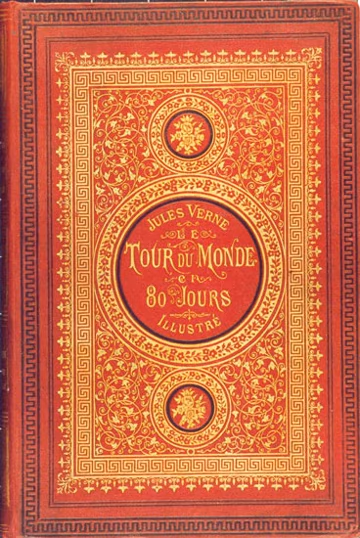 JULES VERNE
LE
TOUR DU MONDE
en
80 JOURS
ILLUSTRÉ